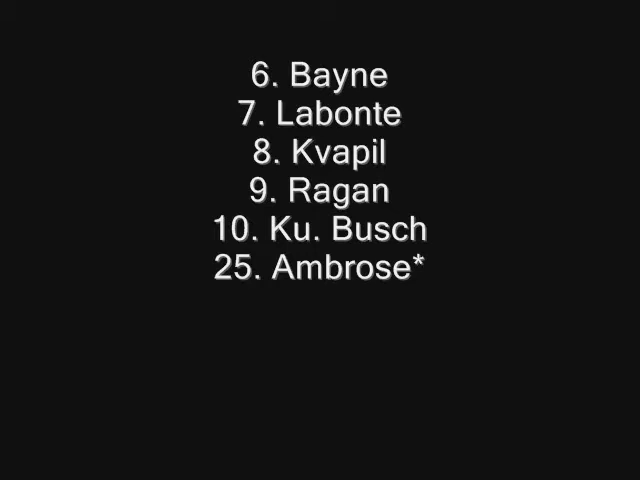 6. Bayne
7. Labonte
8. Kvapil
9. Ragan
10. Ku. Busch
25. Ambrose*